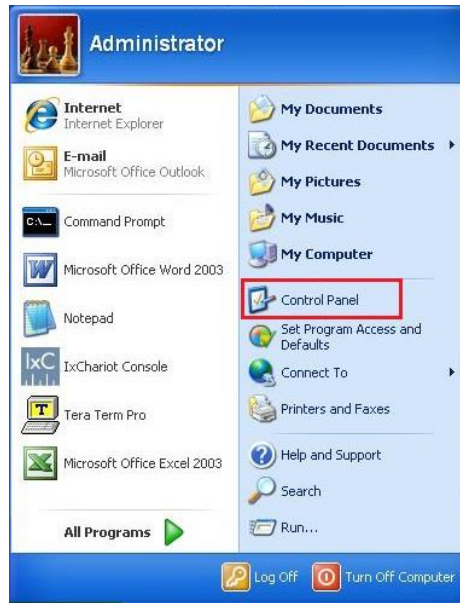 Administrator
Internet
Internet Explorer
E-mail
Microsoft Office Outlook
C:\_
Command Prompt
W
Microsoft Office Word 2003
Notepad
IxC
IxChariot Console
T
Tera Term Pro
Microsoft Office Excel 2003
All Programs
My Documents
My Recent Documents
My Pictures
My Music
My Computer
Control Panel
Set Program Access and
Defaults
Connect To
Printers and Faxes
Help and Support
Search
Run...
Log Off
Turn Off Computer